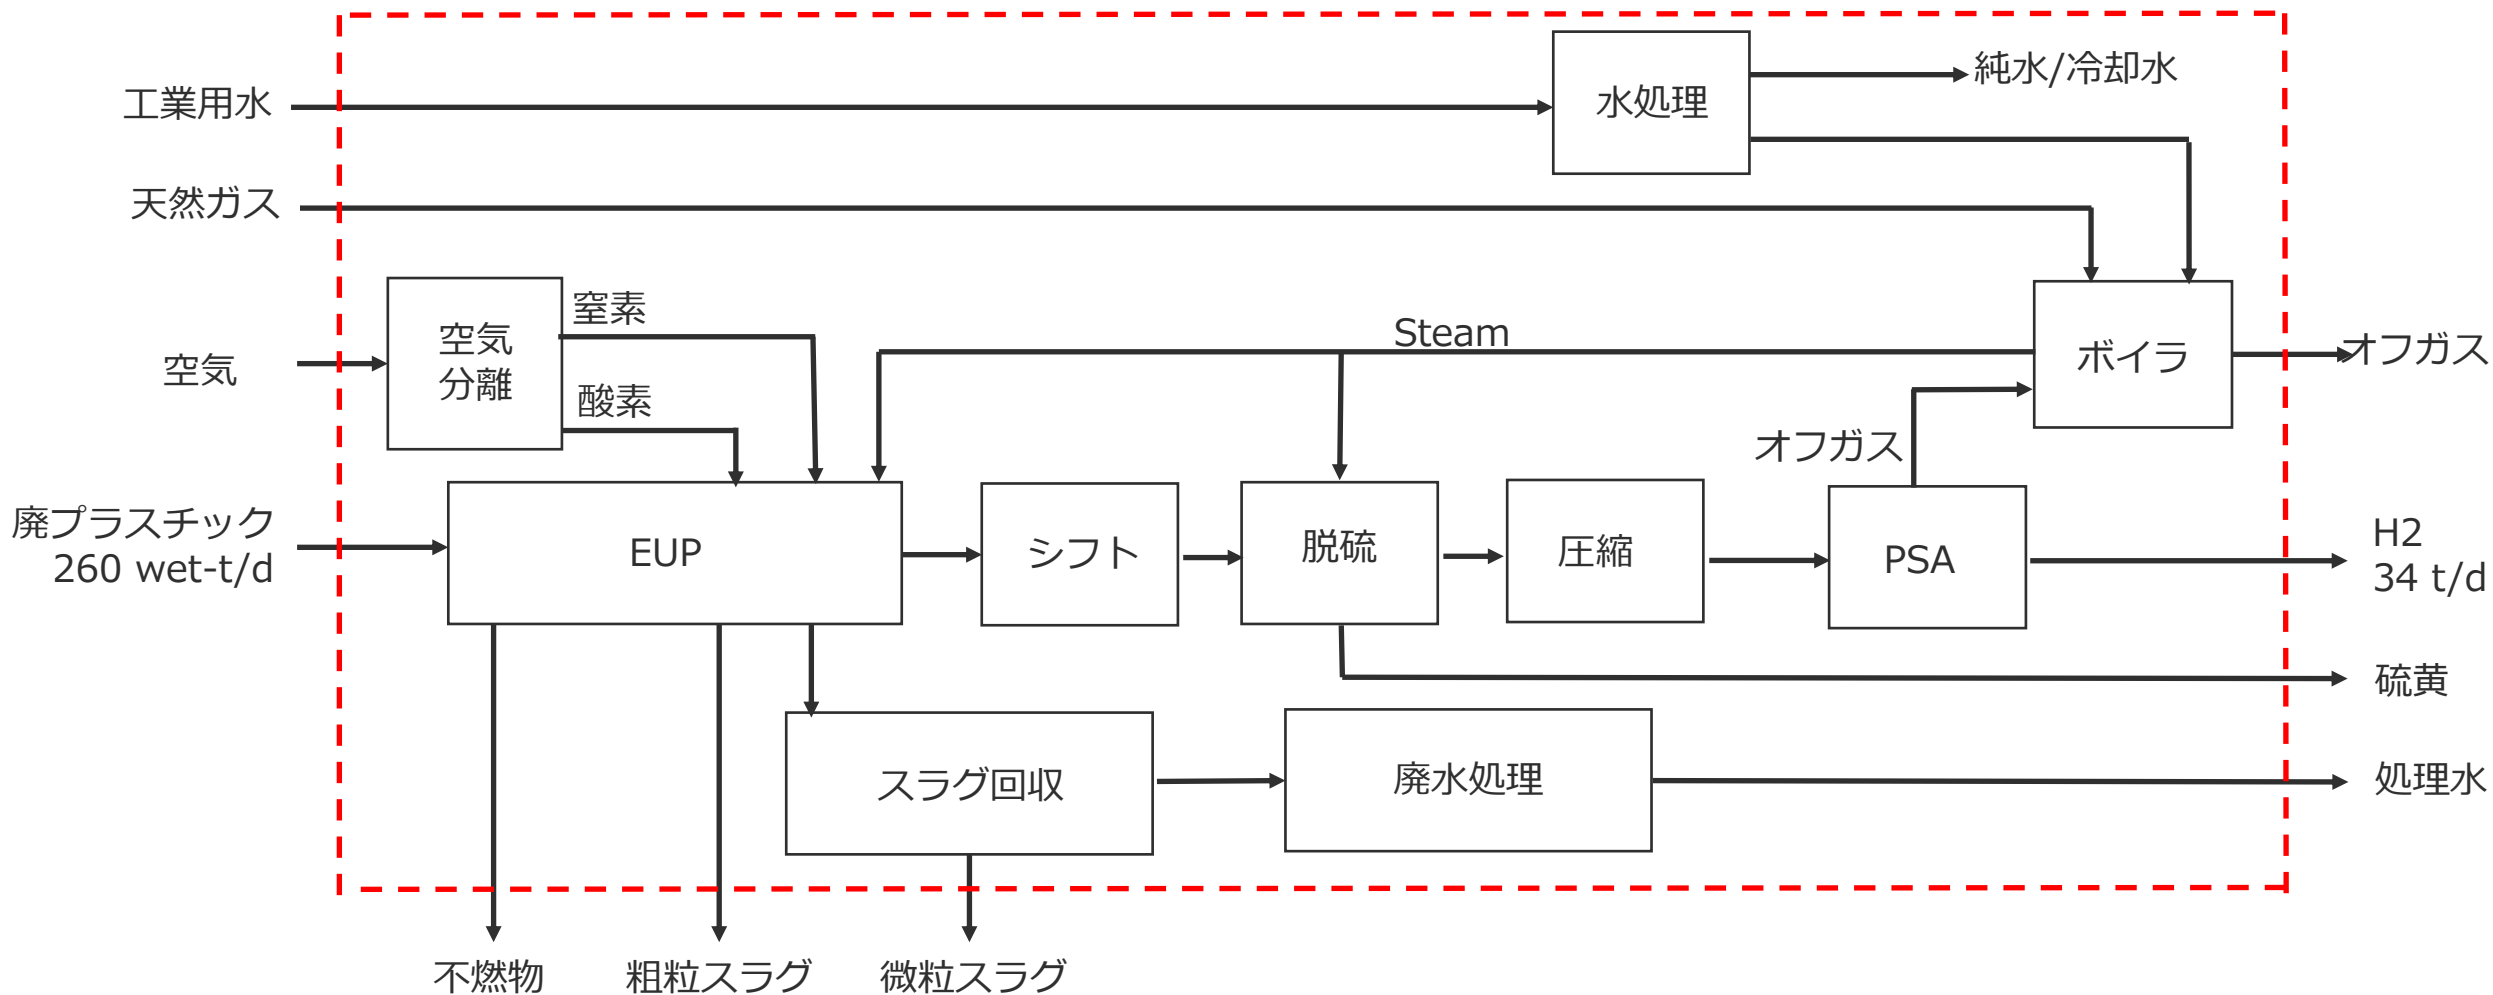 純水/冷却水
工業用水
水処理
天然ガス
窒素
空気
分離
Steam
ボイラ
オフガス
空気
酸素
オフガス
廃プラスチック
260 wet-t/d
EUP
シフト
脱硫
圧縮
PSA
H2
34 t/d
硫黄
スラグ回収
廃水処理
処理水
不燃物
粗粒スラグ
微粒スラグ